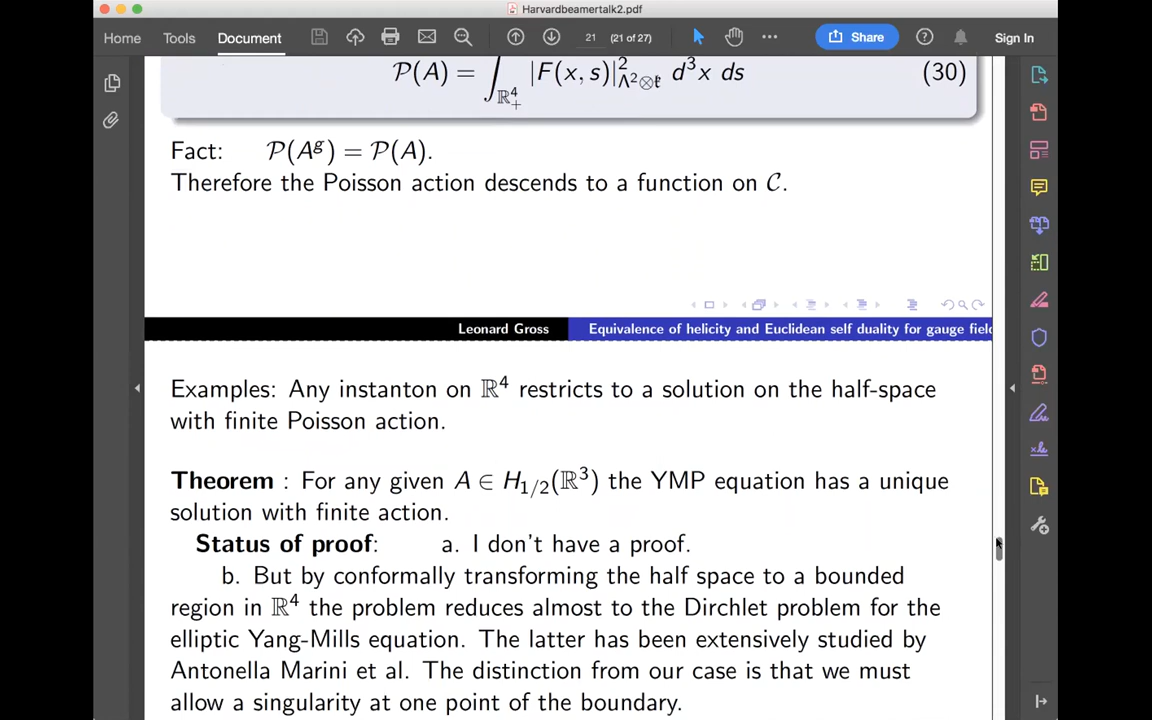 Harvardbeamertalk2.pdf
Home Tools Document 21 (21 of 27) Share Sign In
𝒫(A) = ∫_{ℝ⁴₊} |F(x, s)|²_{Λ²⊗𝔨} d³x ds (30)
Fact: 𝒫(Aᵍ) = 𝒫(A).
Therefore the Poisson action descends to a function on 𝒞.
Leonard Gross Equivalence of helicity and Euclidean self duality for gauge field
Examples: Any instanton on ℝ⁴ restricts to a solution on the half-space
with finite Poisson action.
Theorem : For any given A ∈ H_{1/2}(ℝ³) the YMP equation has a unique
solution with finite action.
Status of proof: a. I don't have a proof.
b. But by conformally transforming the half space to a bounded
region in ℝ⁴ the problem reduces almost to the Dirchlet problem for the
elliptic Yang-Mills equation. The latter has been extensively studied by
Antonella Marini et al. The distinction from our case is that we must
allow a singularity at one point of the boundary.